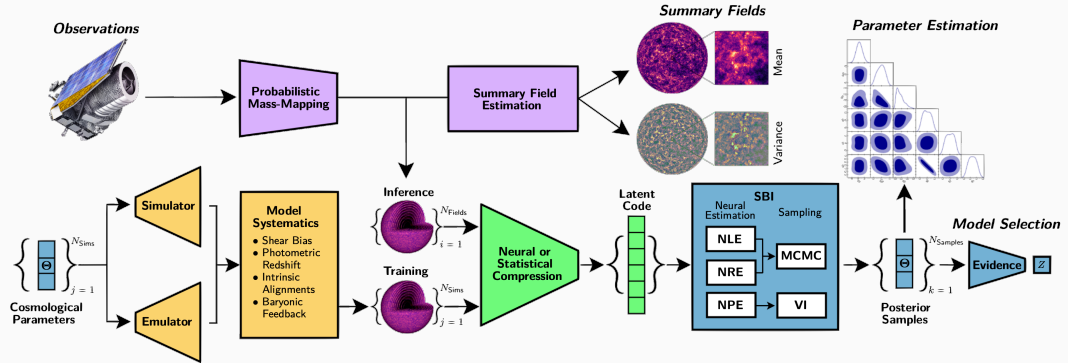 Observations
Probabilistic
Mass-Mapping
Summary Field
Estimation
Summary Fields
Mean
Variance
Parameter Estimation
Simulator
Emulator
Θ
N_Sims
j = 1
Cosmological
Parameters
Model
Systematics
• Shear Bias
• Photometric
Redshift
• Intrinsic
Alignments
• Baryonic
Feedback
Inference
N_Fields
i = 1
Training
N_Sims
j = 1
Neural or
Statistical
Compression
Latent
Code
SBI
Neural
Estimation
Sampling
NLE
NRE
NPE
MCMC
VI
Θ
N_Samples
k = 1
Posterior
Samples
Model Selection
Evidence
z